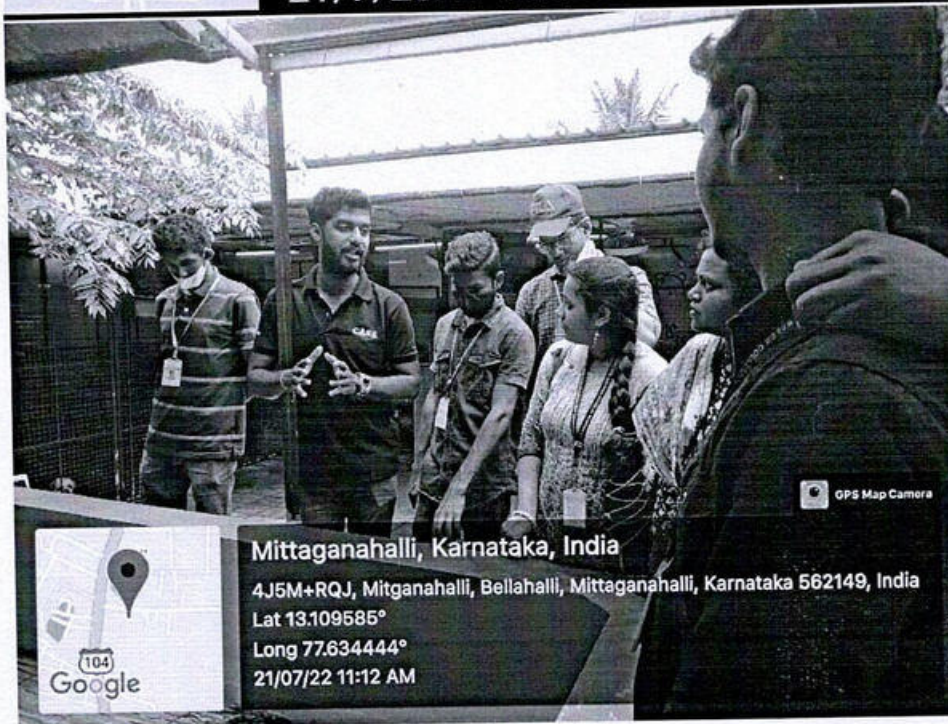 CARE
GPS Map Camera
Mittaganahalli, Karnataka, India
4J5M+RQJ, Mitganahalli, Bellahalli, Mittaganahalli, Karnataka 562149, India
Lat 13.109585°
Long 77.634444°
21/07/22 11:12 AM
104
Google